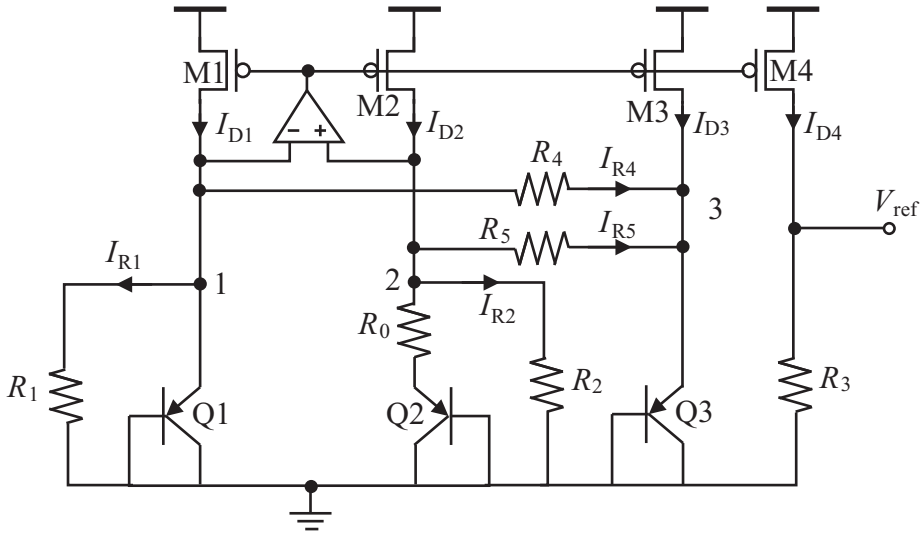 M1
M2
M3
M4
I_D1
I_D2
I_D3
I_D4
− +
R_4
I_R4
3
V_ref
R_5
I_R5
I_R1
1
2
I_R2
R_0
R_1
R_2
R_3
Q1
Q2
Q3